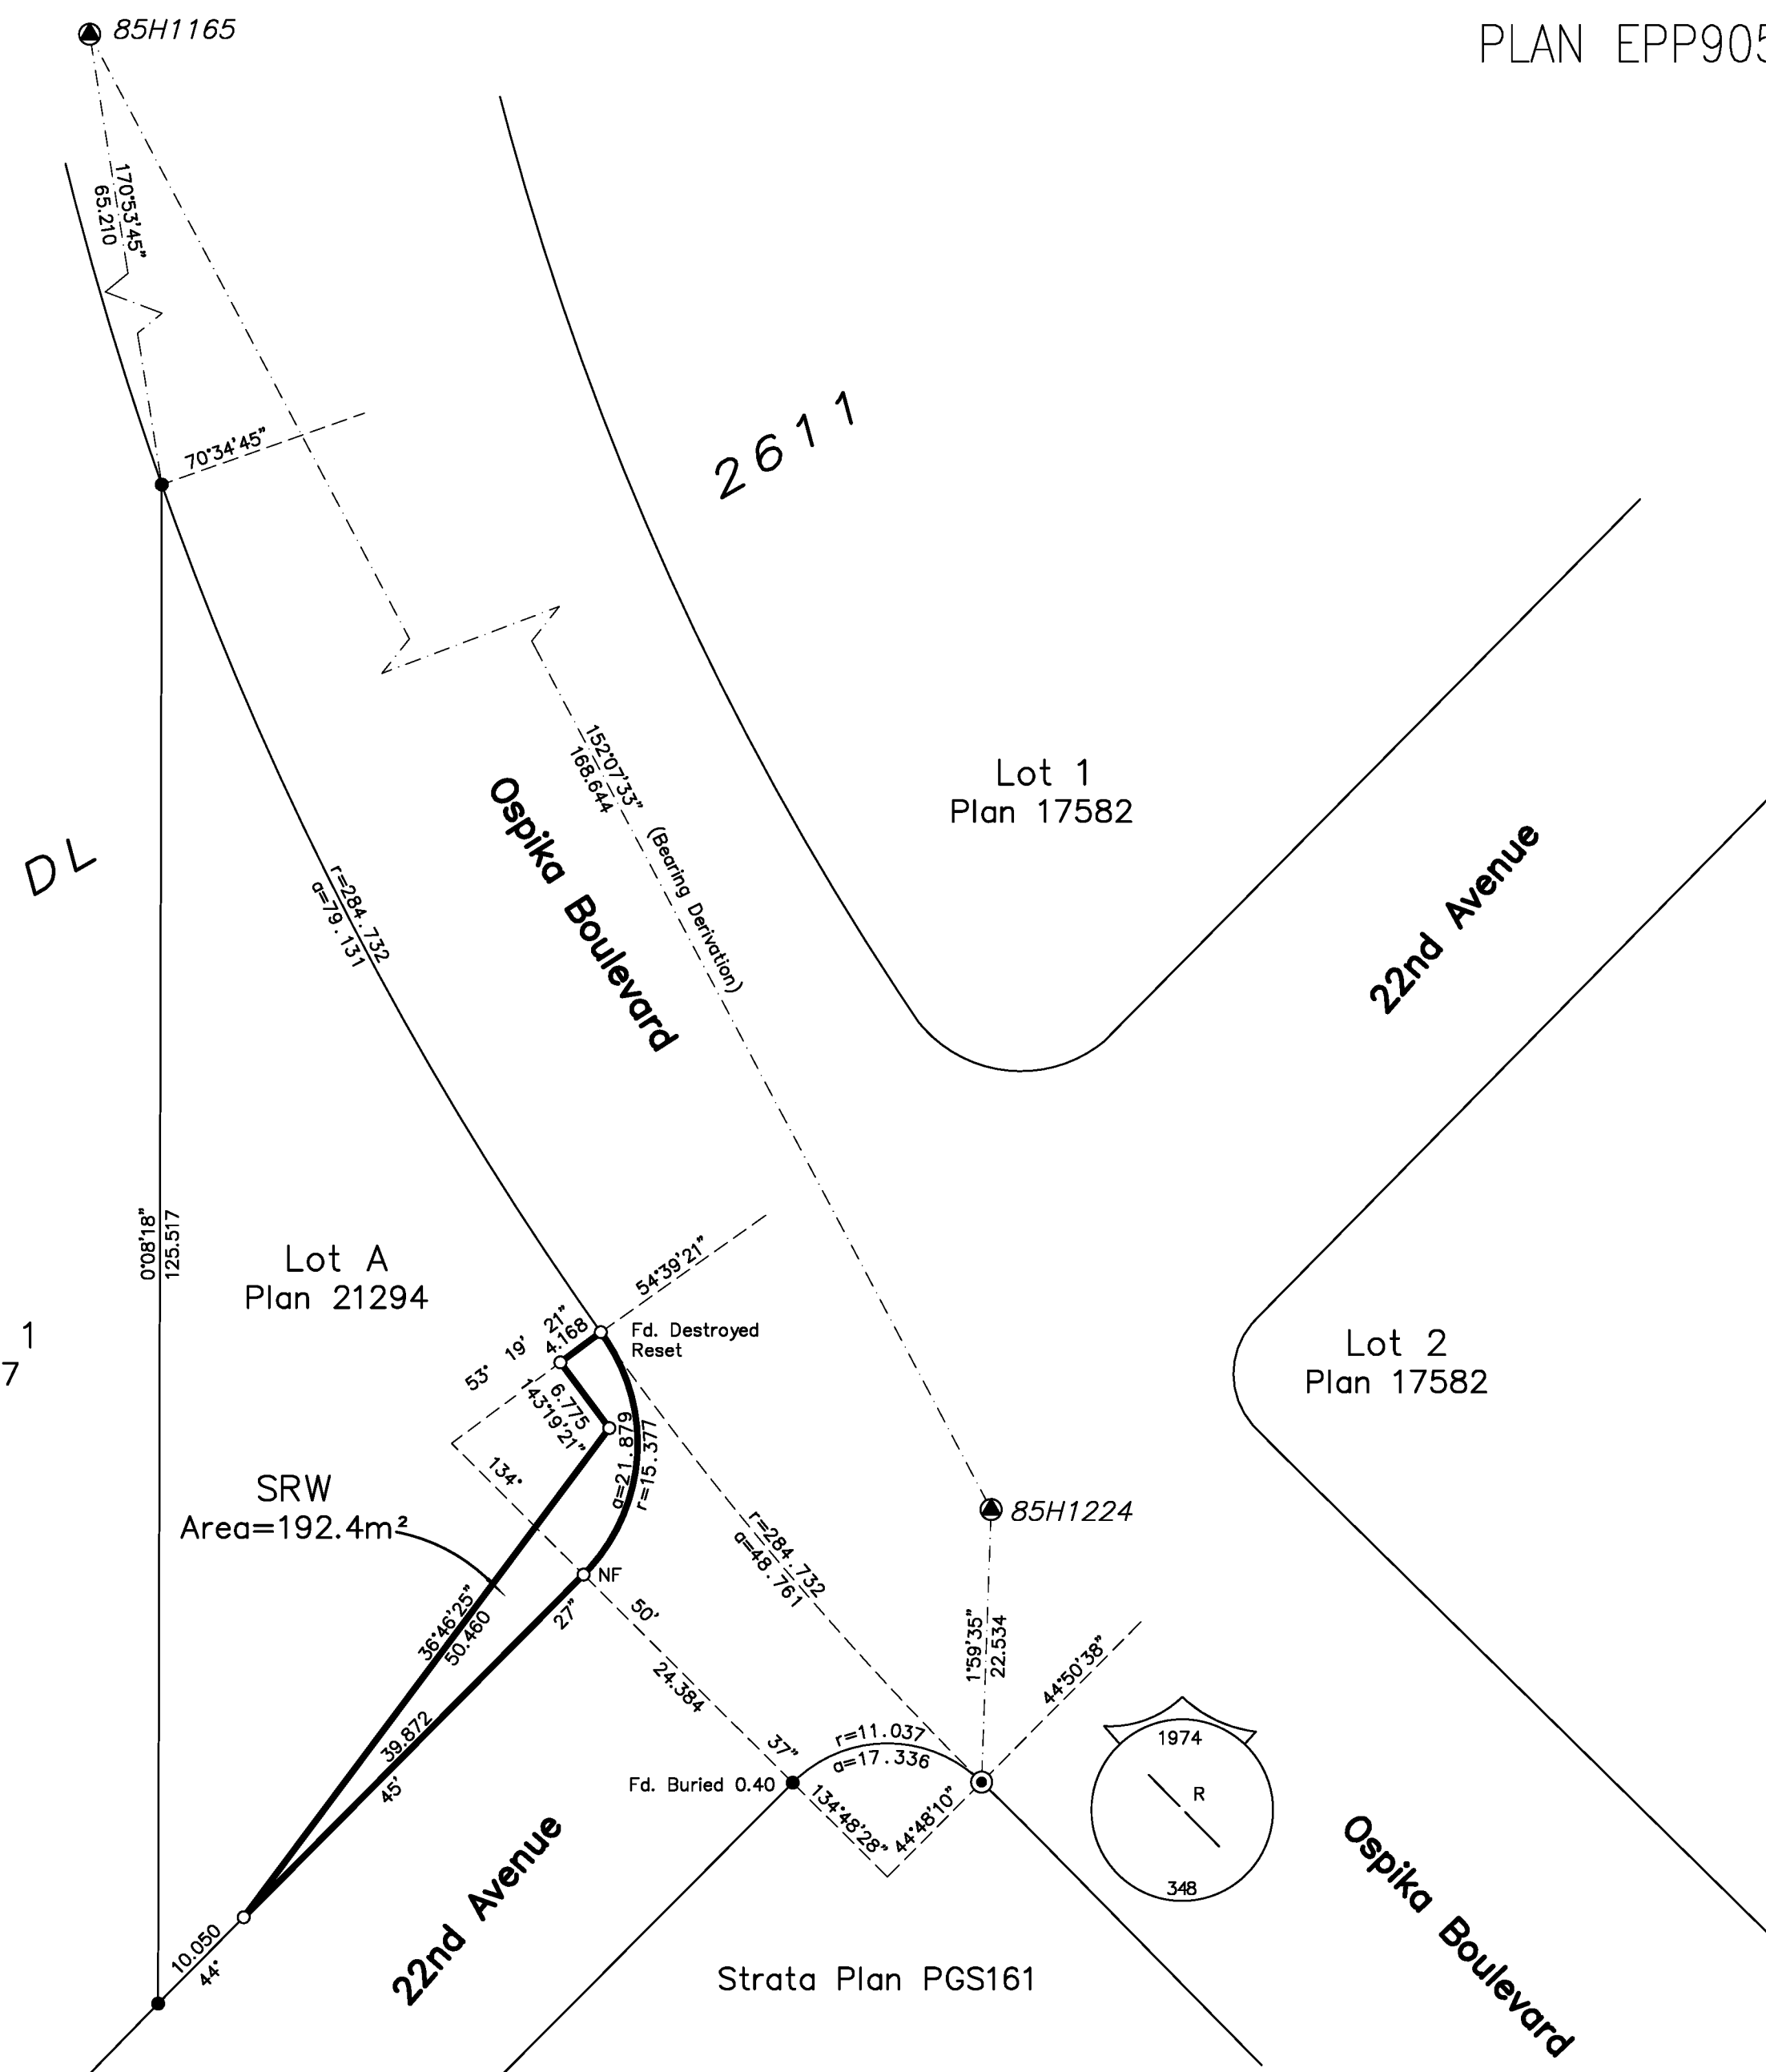 85H1165
PLAN EPP905
170°53'45"
65.210
70°34'45"
2611
152°07'33"
168.644
(Bearing Derivation)
Ospika Boulevard
Lot 1
Plan 17582
22nd Avenue
DL
r=284.732
a=79.131
0°08'18"
125.517
Lot A
Plan 21294
54°39'21"
53° 19' 21"
4.168
Fd. Destroyed
Reset
1
7
6.775
143°19'21"
a=21.879
r=15.377
Lot 2
Plan 17582
134° 50' 37"
SRW
Area=192.4m²
85H1224
r=284.732
a=48.761
NF
36°46'25"
50.460
24.384
1°59'35"
22.534
44°50'38"
39.872
44° 45' 27"
r=11.037
a=17.336
Fd. Buried 0.40
134°48'28"
44°48'10"
1974
R
348
10.050
22nd Avenue
Ospika Boulevard
Strata Plan PGS161